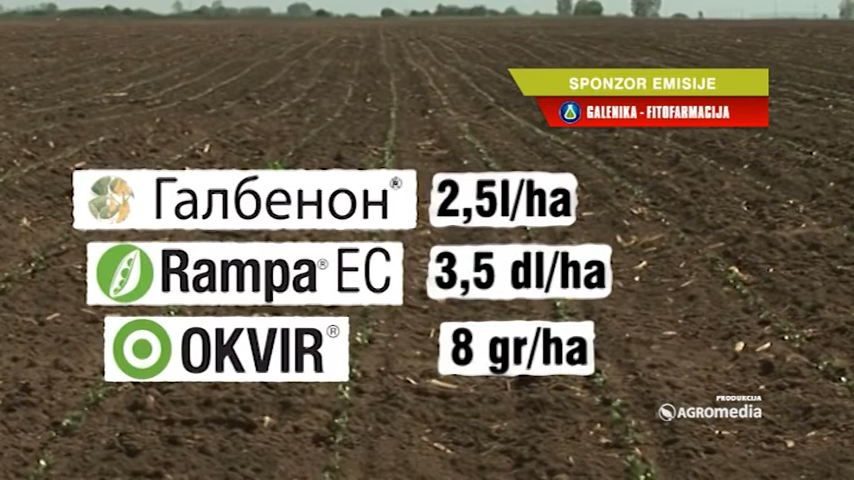 SPONZOR EMISIJE
GALENIKA - FITOFARMACIJA
Галбенон® 2,5l/ha
Rampa® EC 3,5 dl/ha
OKVIR® 8 gr/ha
PRODUKCIJA
AGROmedia